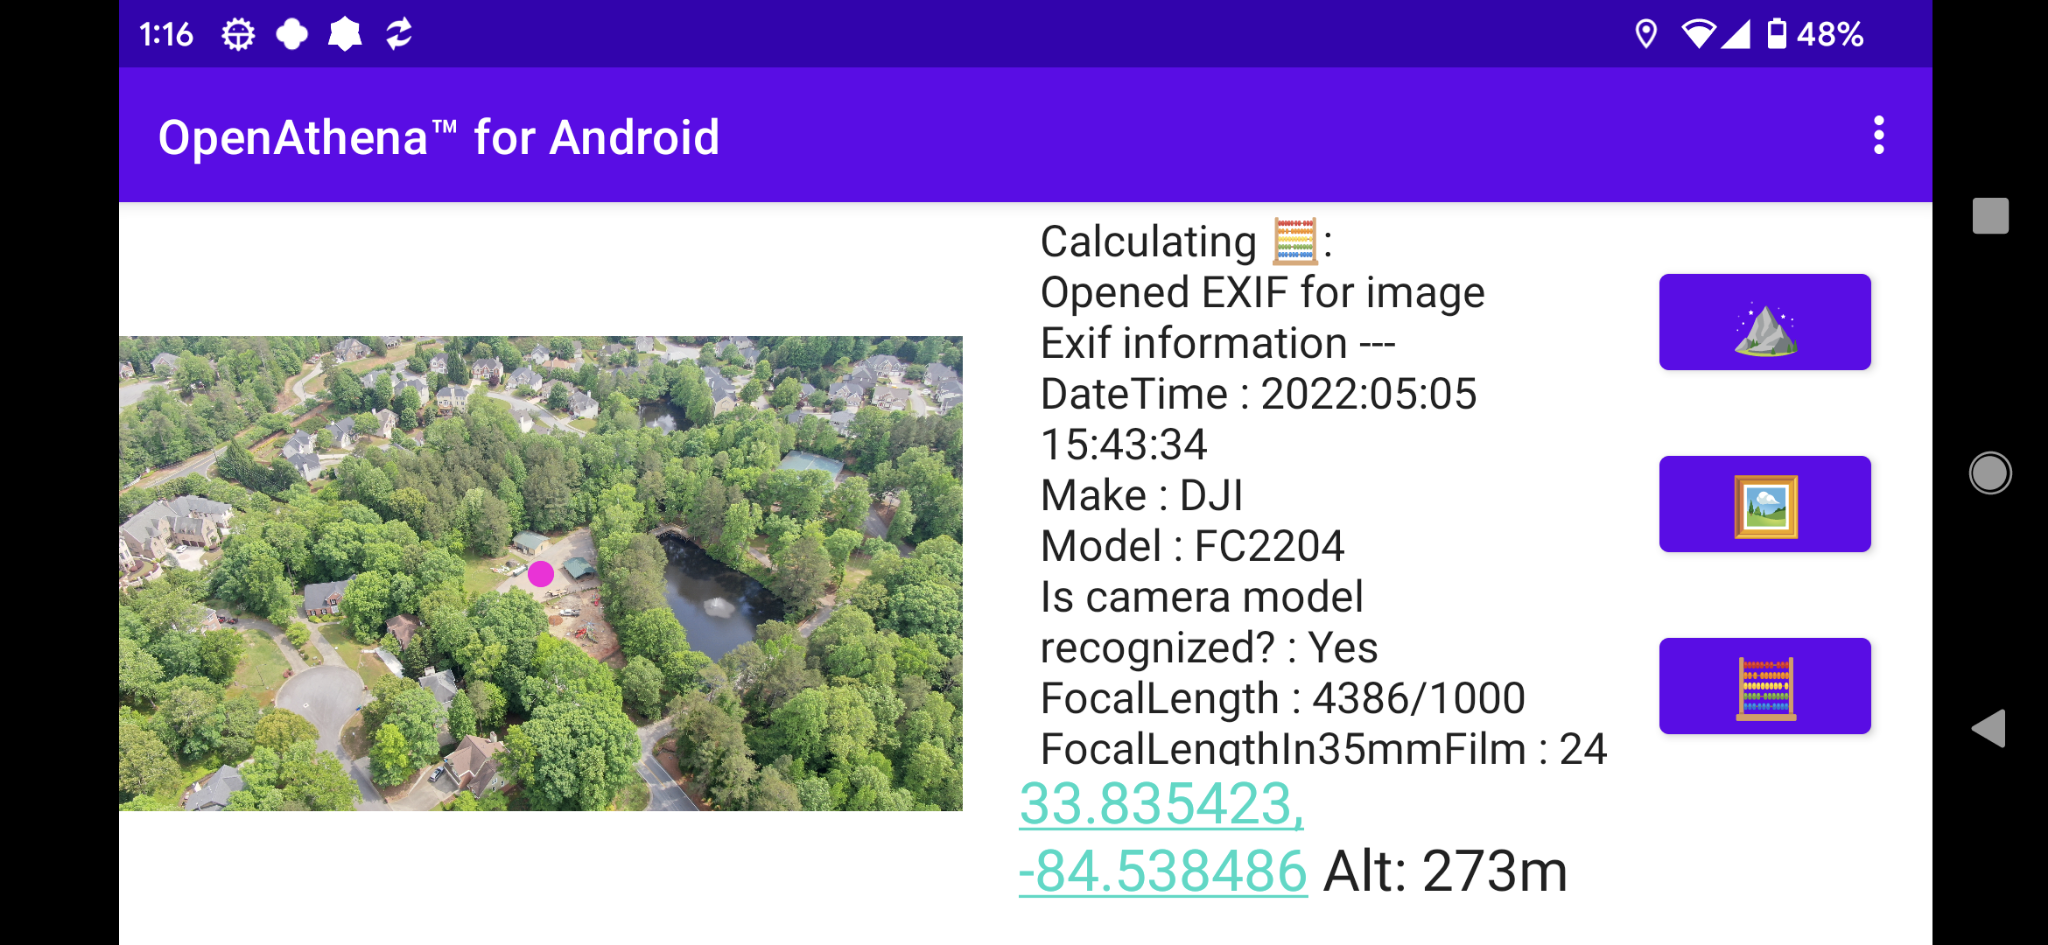 1:16 48%
OpenAthena™ for Android
Calculating 🧮:
Opened EXIF for image
Exif information ---
DateTime : 2022:05:05
15:43:34
Make : DJI
Model : FC2204
Is camera model
recognized? : Yes
FocalLength : 4386/1000
FocalLengthIn35mmFilm : 24
33.835423,
-84.538486 Alt: 273m